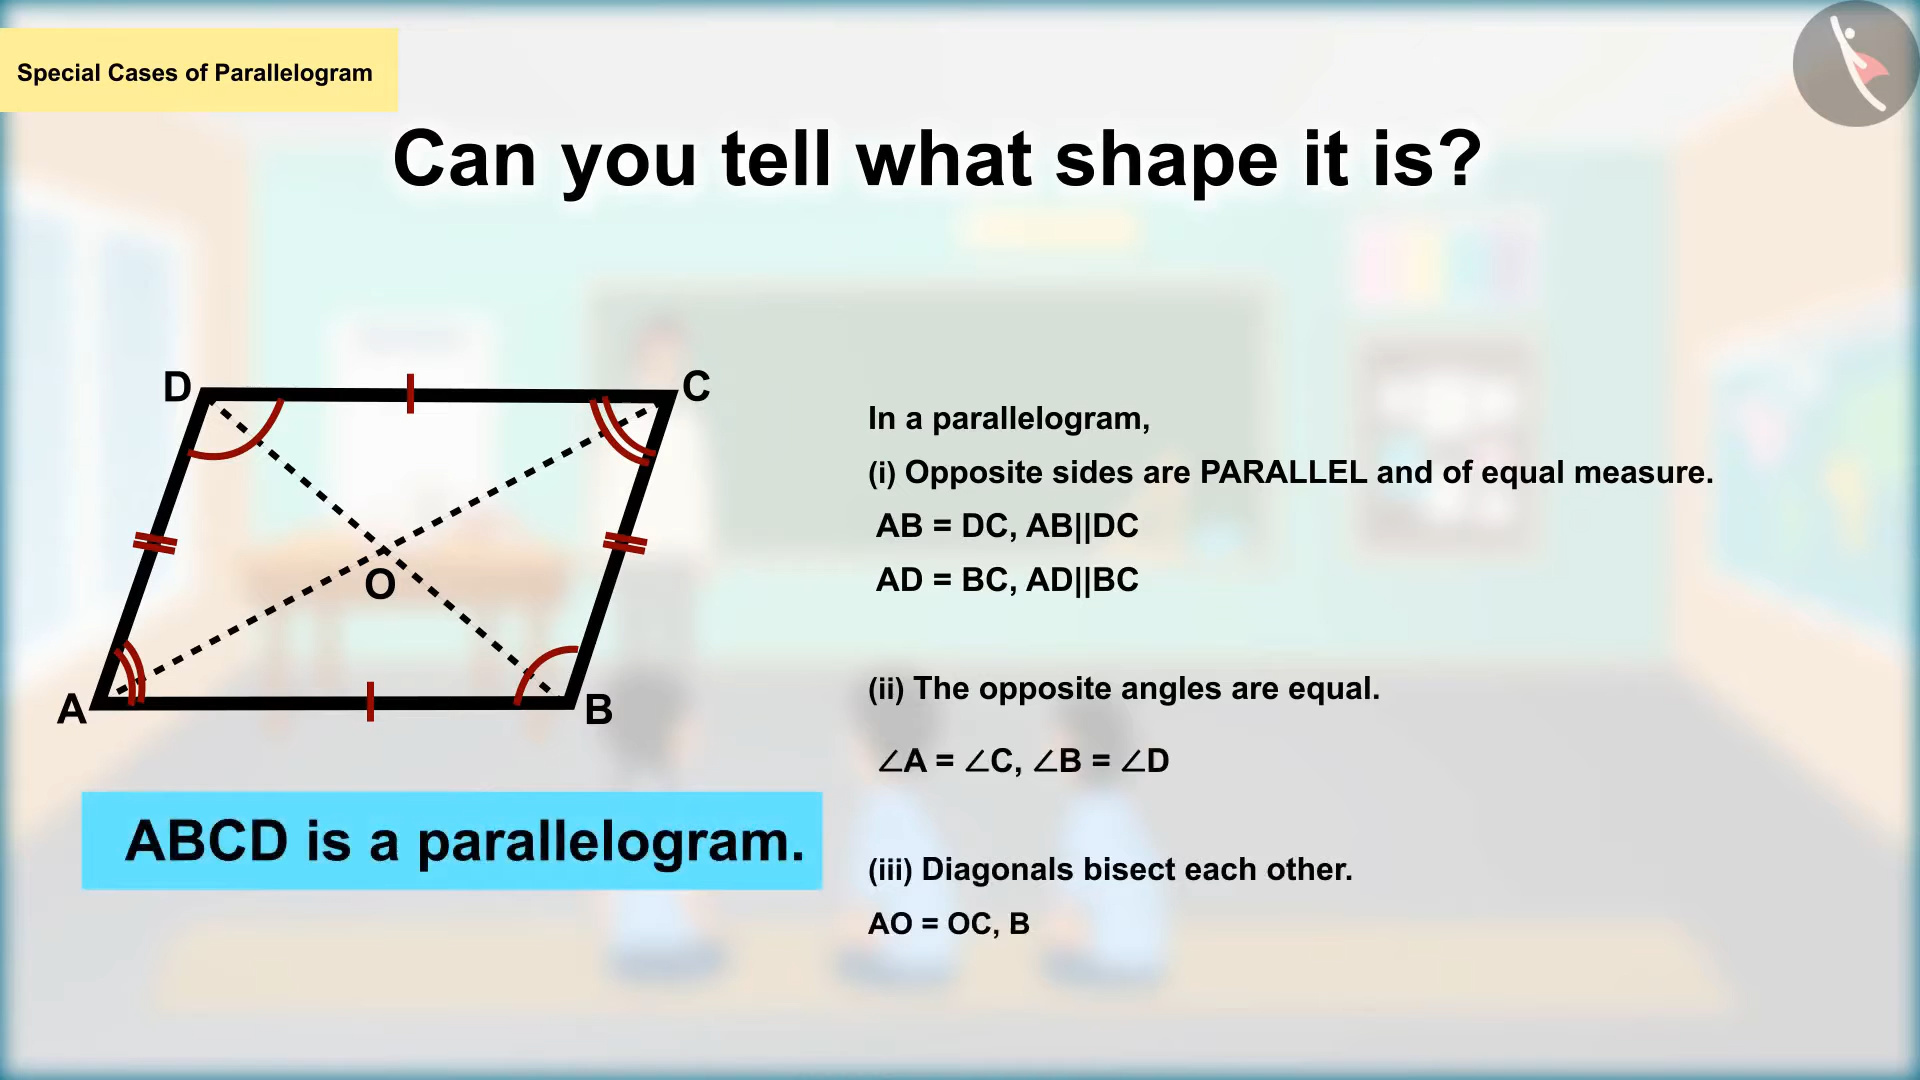 Special Cases of Parallelogram
Can you tell what shape it is?
D
C
O
A
B
ABCD is a parallelogram.
In a parallelogram,
(i) Opposite sides are PARALLEL and of equal measure.
AB = DC, AB||DC
AD = BC, AD||BC
(ii) The opposite angles are equal.
∠A = ∠C, ∠B = ∠D
(iii) Diagonals bisect each other.
AO = OC, B